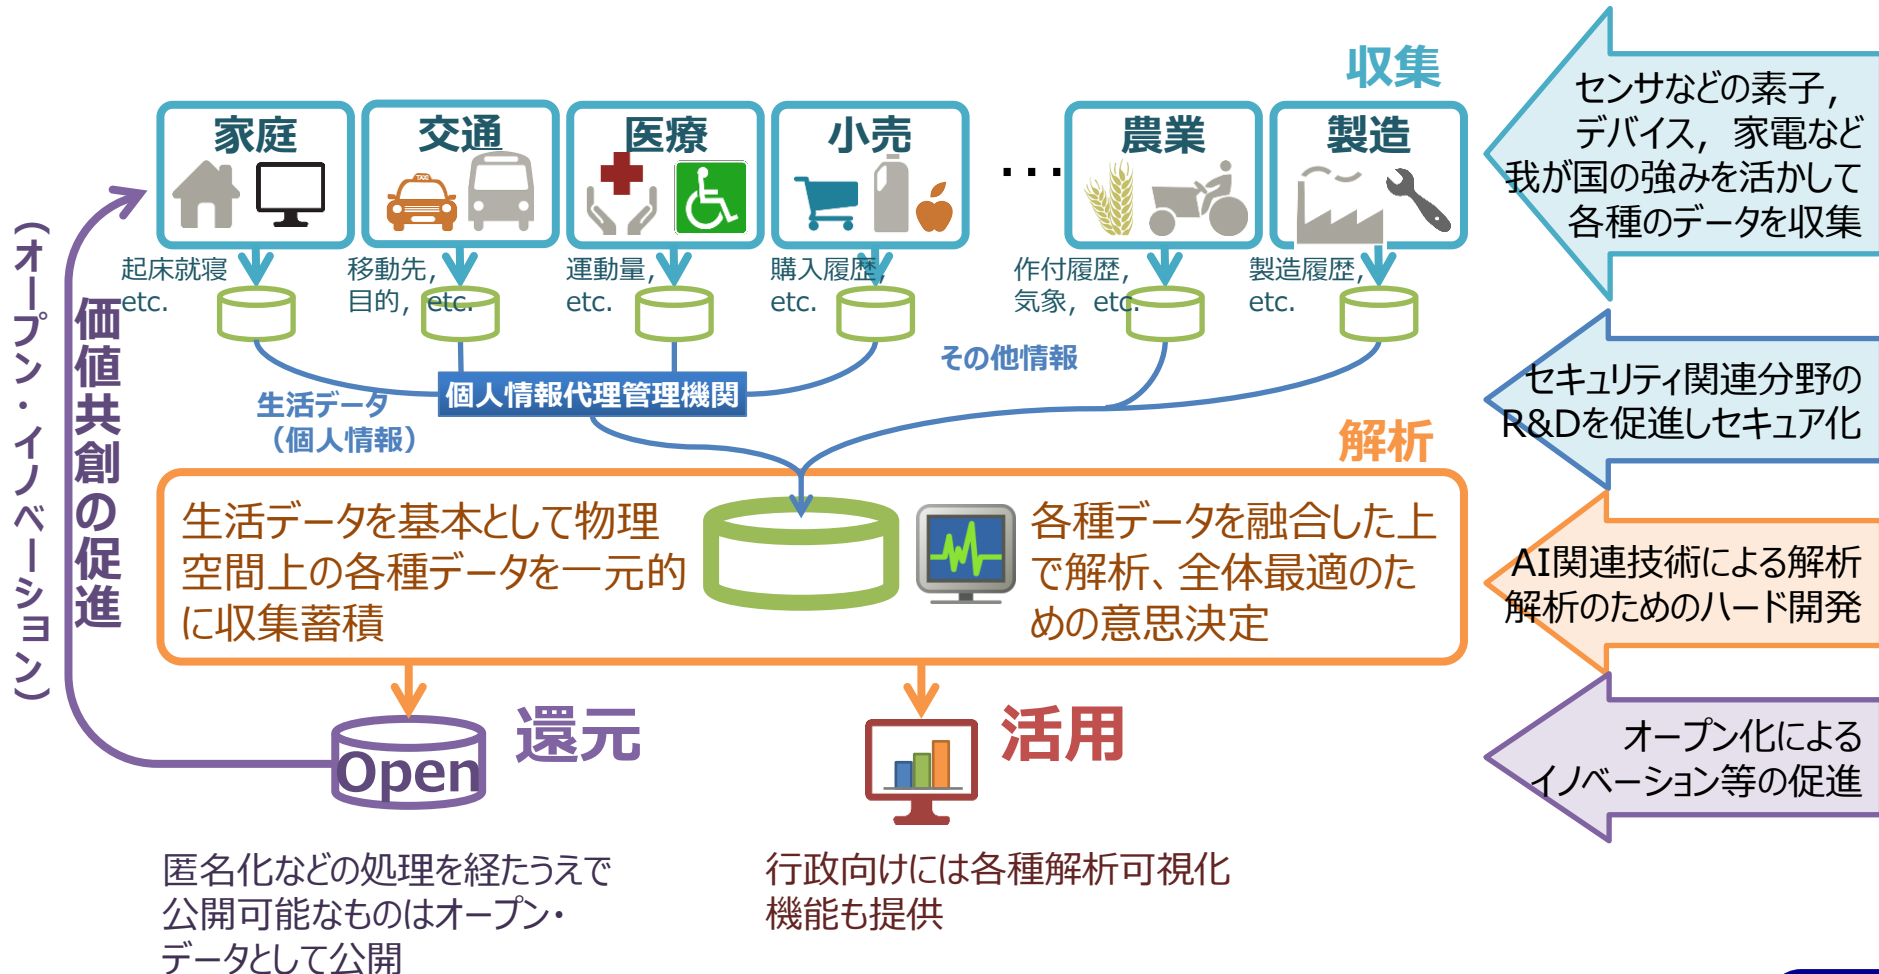 収集
家庭
交通
医療
小売
・・・
農業
製造
TAXI
起床就寝
etc.
移動先，
目的，etc.
運動量，
etc.
購入履歴，
etc.
作付履歴，
気象，etc.
製造履歴，
etc.
その他情報
個人情報代理管理機関
生活データ
（個人情報）
解析
生活データを基本として物理
空間上の各種データを一元的
に収集蓄積
各種データを融合した上
で解析、全体最適のた
めの意思決定
還元
Open
活用
匿名化などの処理を経たうえで
公開可能なものはオープン・
データとして公開
行政向けには各種解析可視化
機能も提供
価値共創の促進
（オープン・イノベーション）
センサなどの素子，
デバイス，家電など
我が国の強みを活かして
各種のデータを収集
セキュリティ関連分野の
R&Dを促進しセキュア化
AI関連技術による解析
解析のためのハード開発
オープン化による
イノベーション等の促進